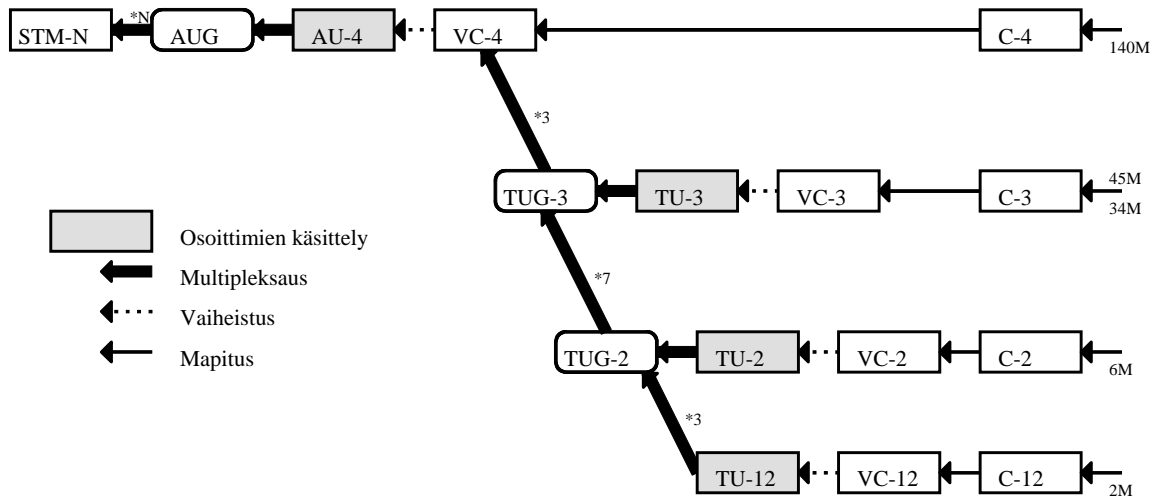 STM-N *N AUG AU-4 VC-4 C-4 140M
*3
TUG-3 TU-3 VC-3 C-3 45M
34M
Osoittimien käsittely
Multipleksaus
*7
Vaiheistus
Mapitus
TUG-2 TU-2 VC-2 C-2 6M
*3
TU-12 VC-12 C-12 2M